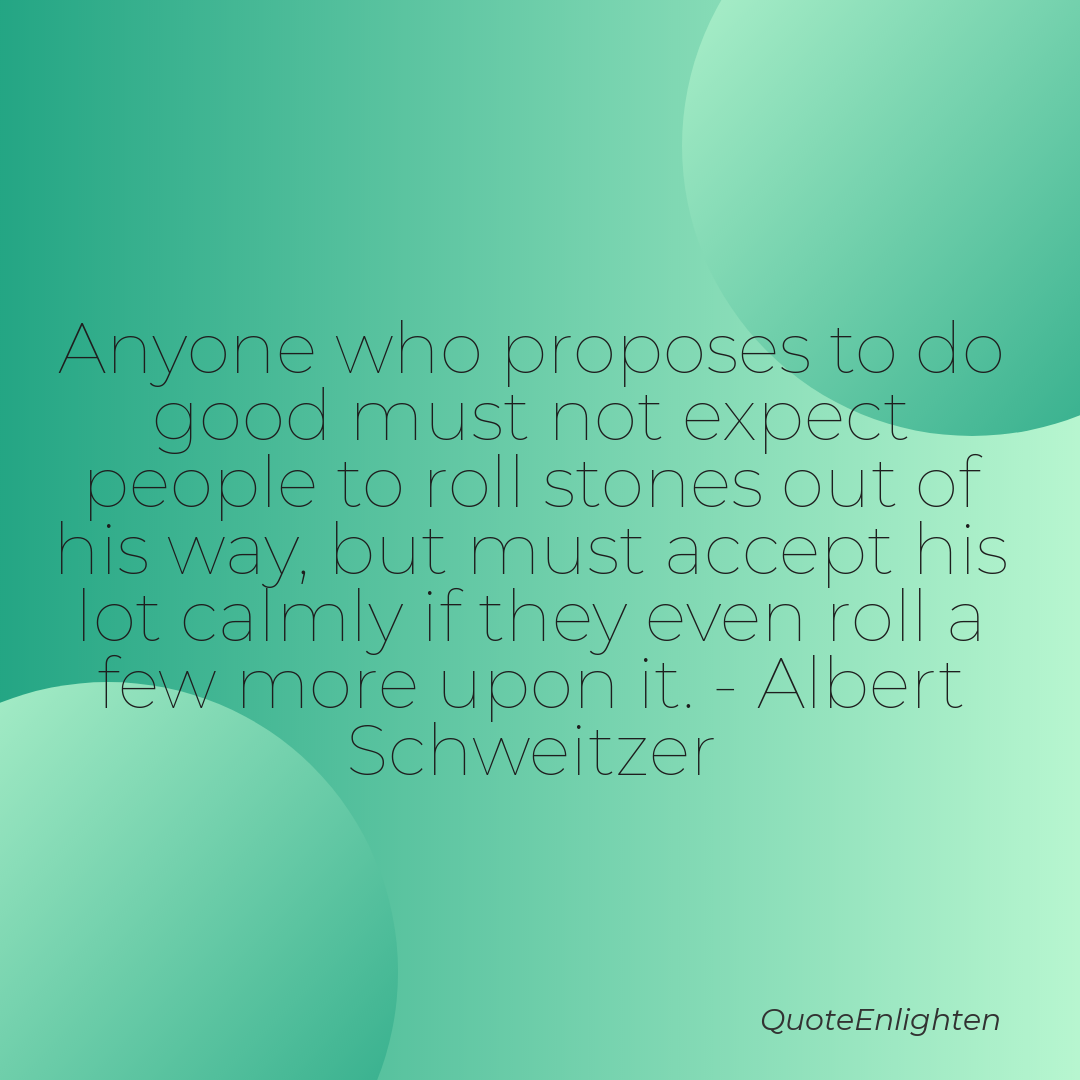 Anyone who proposes to do
good must not expect
people to roll stones out of
his way, but must accept his
lot calmly if they even roll a
few more upon it. - Albert
Schweitzer
QuoteEnlighten